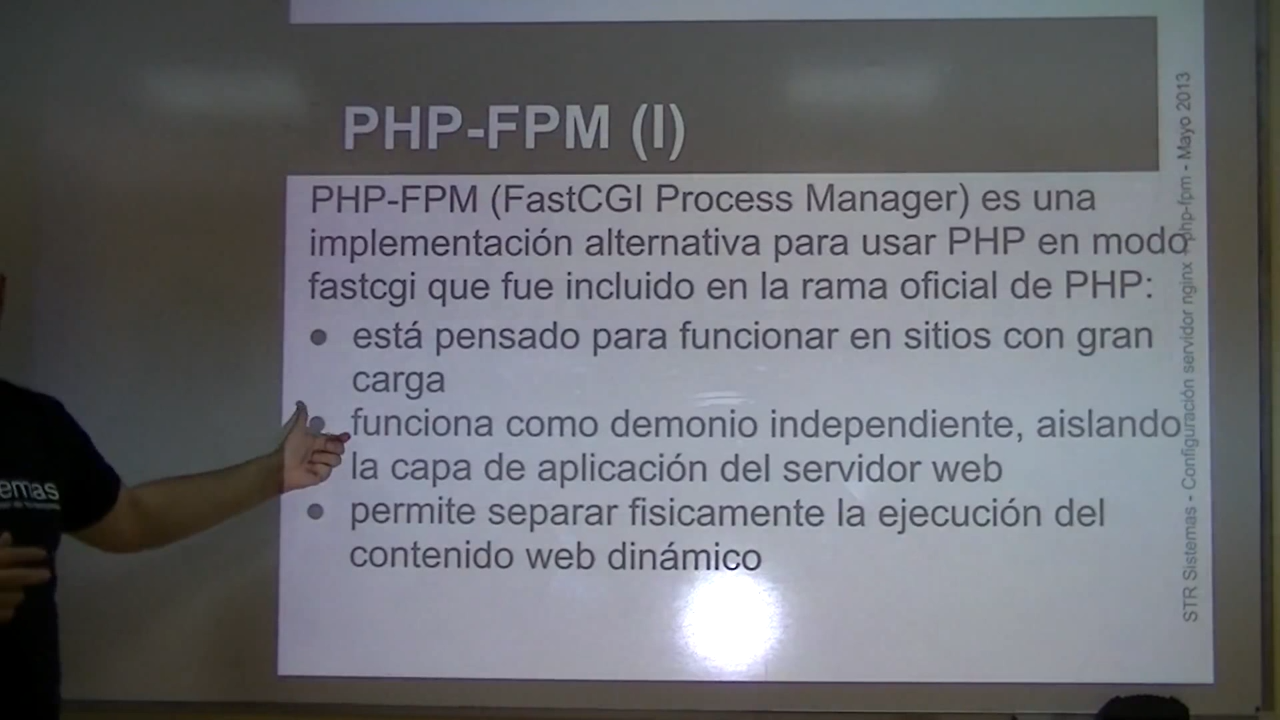 PHP-FPM (I)
PHP-FPM (FastCGI Process Manager) es una
implementación alternativa para usar PHP en modo
fastcgi que fue incluido en la rama oficial de PHP:
está pensado para funcionar en sitios con gran
carga
funciona como demonio independiente, aislando
la capa de aplicación del servidor web
permite separar fisicamente la ejecución del
contenido web dinámico
STR Sistemas - Configuración servidor nginx + php-fpm - Mayo 2013
emas